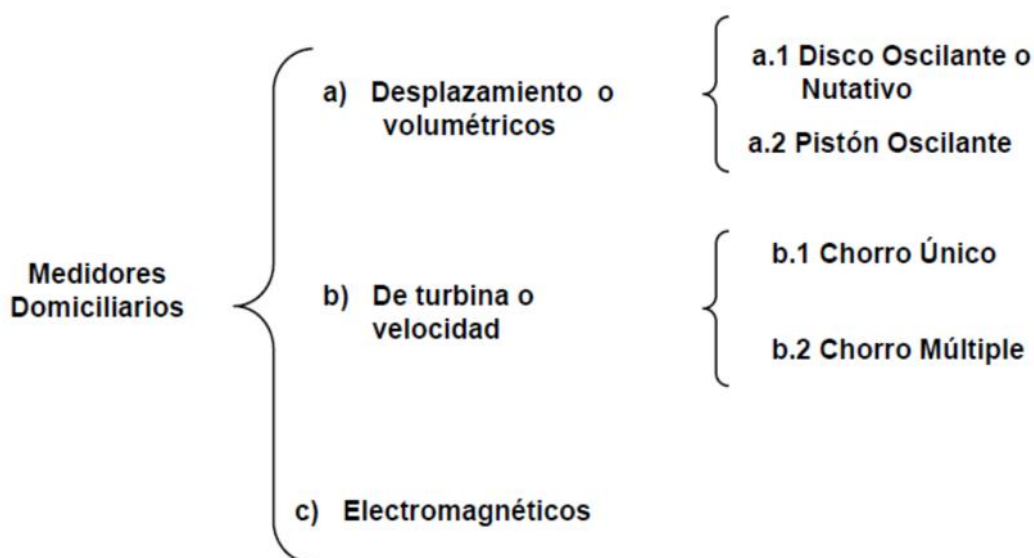 Medidores
Domiciliarios
a) Desplazamiento o
volumétricos
a.1 Disco Oscilante o
Nutativo
a.2 Pistón Oscilante
b) De turbina o
velocidad
b.1 Chorro Único
b.2 Chorro Múltiple
c) Electromagnéticos